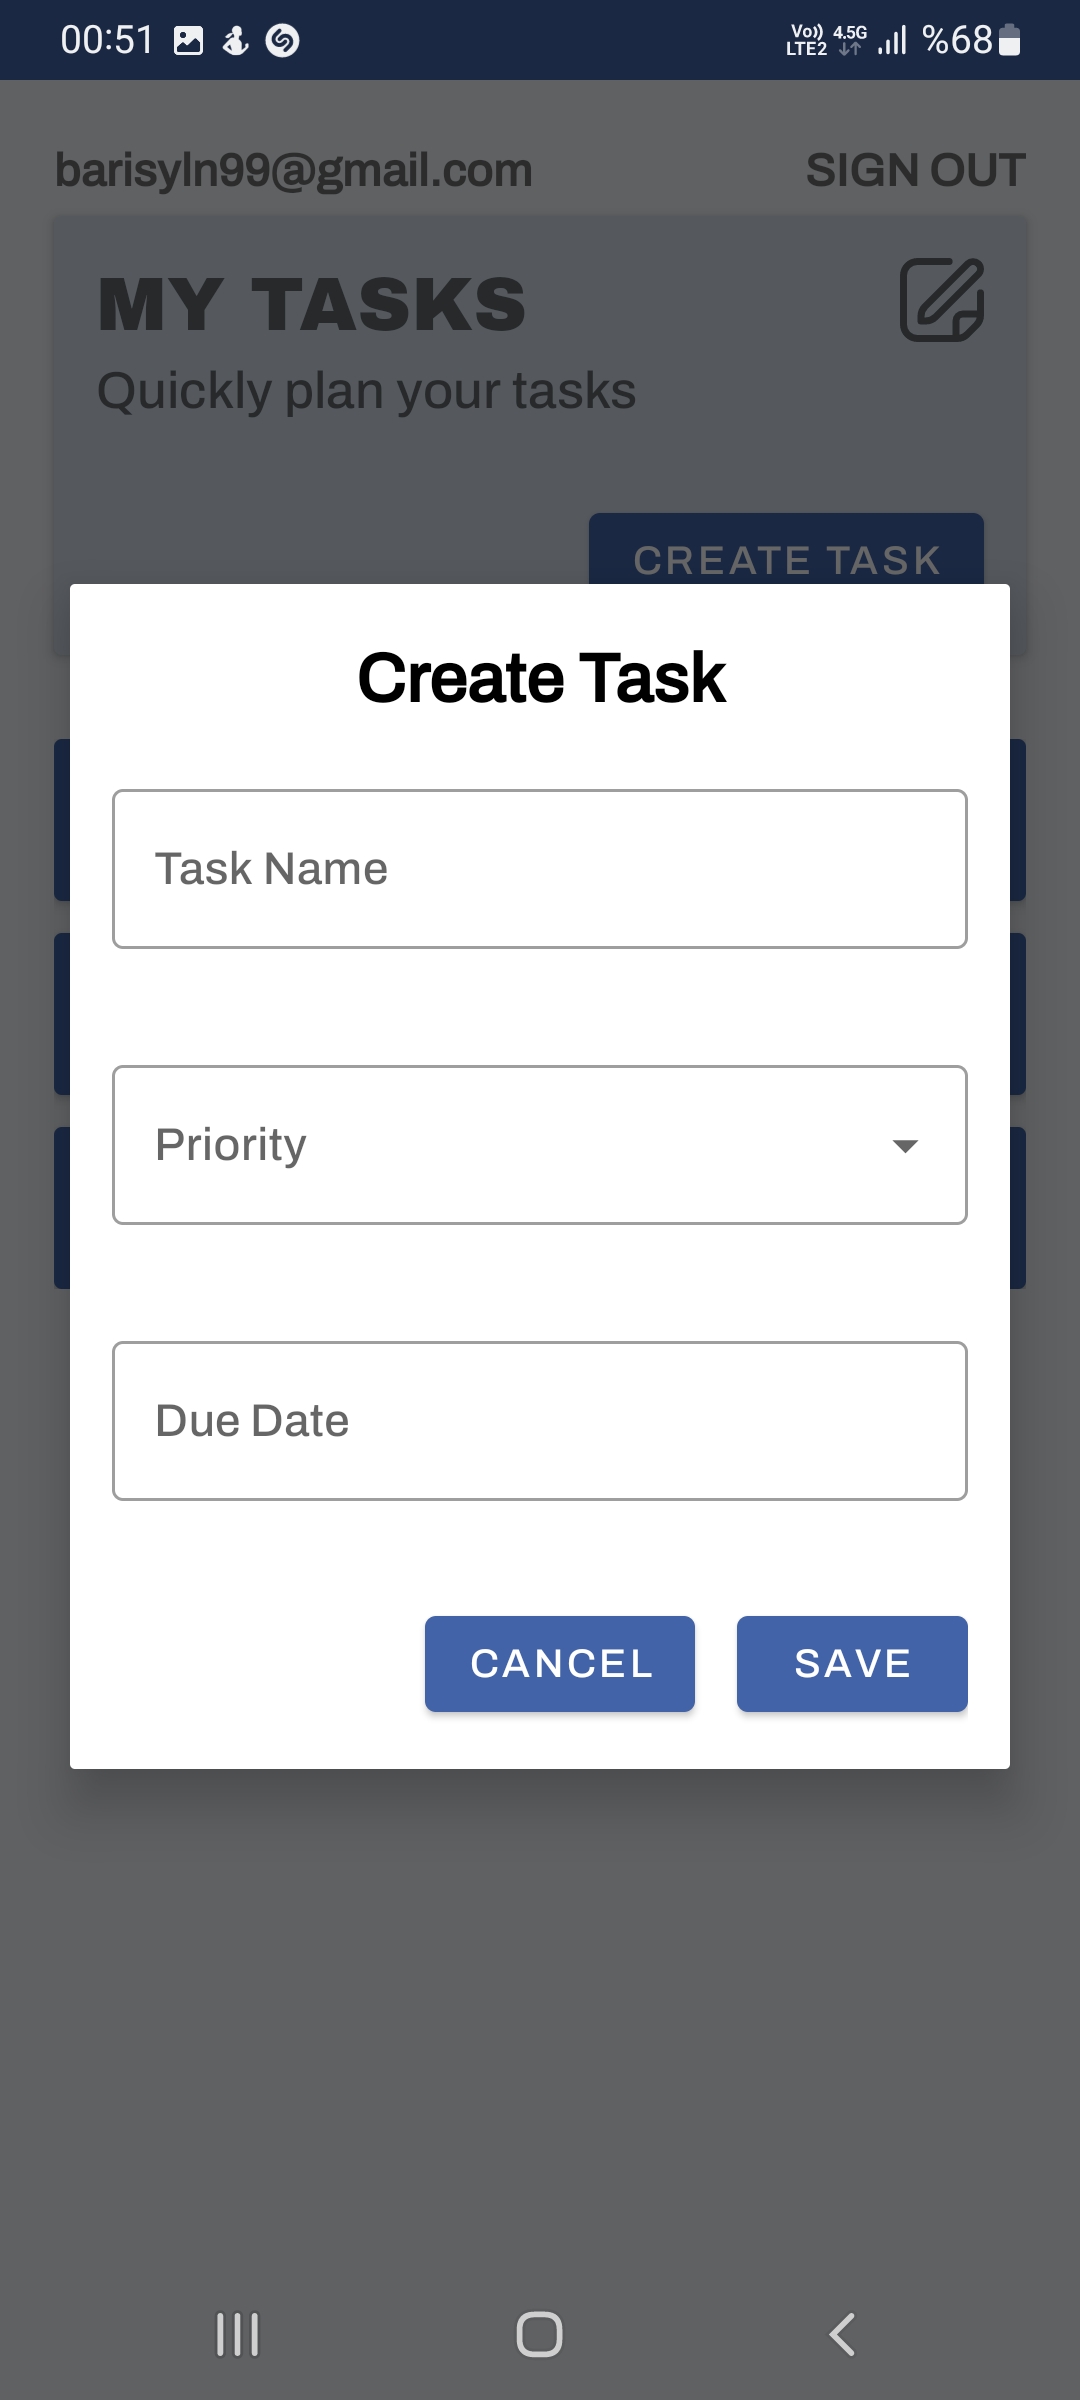 00:51 Vo)) LTE2 4.5G %68
barisyln99@gmail.com SIGN OUT
MY TASKS
Quickly plan your tasks
CREATE TASK
Create Task
Task Name
Priority
Due Date
CANCEL SAVE